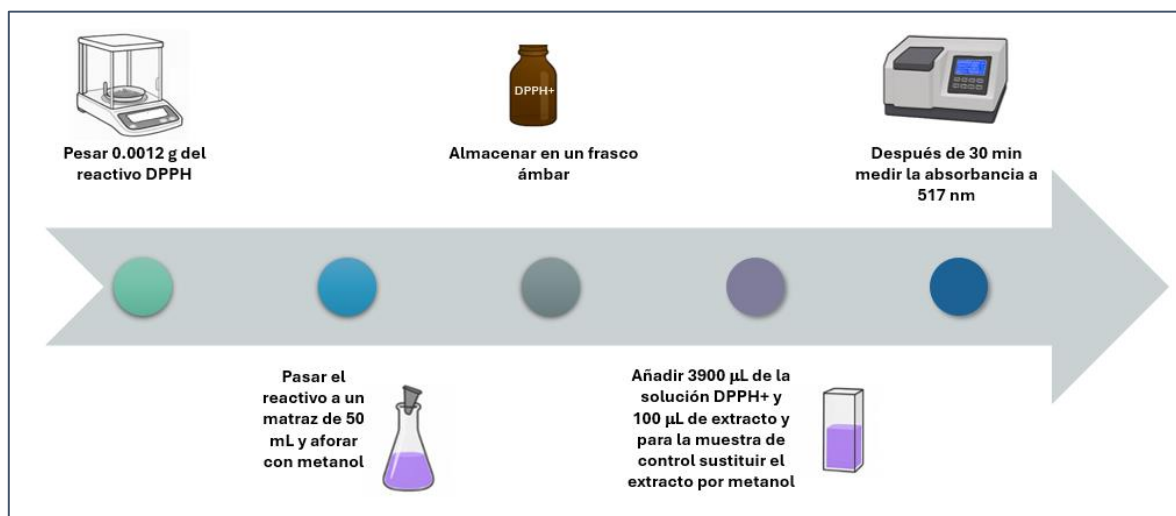 Pesar 0.0012 g del
reactivo DPPH
Pasar el
reactivo a un
matraz de 50
mL y aforar
con metanol
DPPH+
Almacenar en un frasco
ámbar
Añadir 3900 µL de la
solución DPPH+ y
100 µL de extracto y
para la muestra de
control sustituir el
extracto por metanol
Después de 30 min
medir la absorbancia a
517 nm